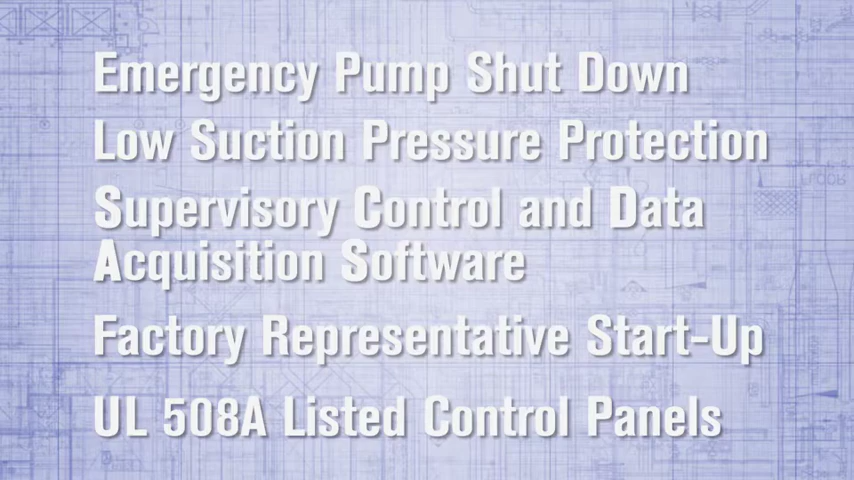 Emergency Pump Shut Down
Low Suction Pressure Protection
Supervisory Control and Data
Acquisition Software
Factory Representative Start-Up
UL 508A Listed Control Panels